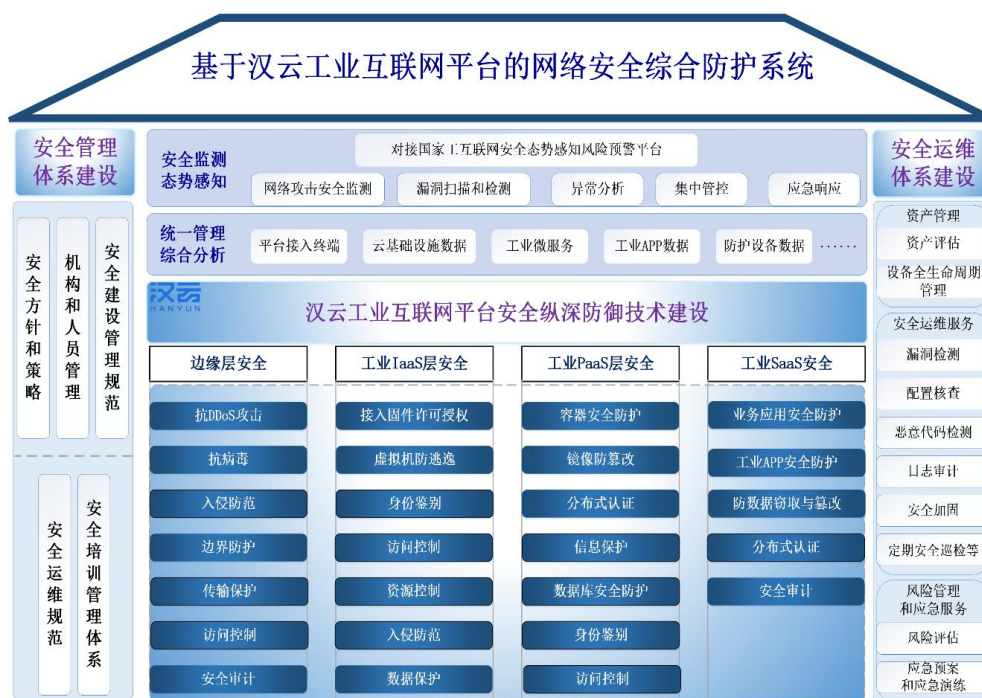 基于汉云工业互联网平台的网络安全综合防护系统
安全管理
体系建设
安全方针和策略
机构和人员管理
安全建设管理规范
安全运维规范
安全培训管理体系
安全监测
态势感知
对接国家工互联网安全态势感知风险预警平台
网络攻击安全监测
漏洞扫描和检测
异常分析
集中管控
应急响应
统一管理
综合分析
平台接入终端
云基础设施数据
工业微服务
工业APP数据
防护设备数据
······
汉云
HANYUN
汉云工业互联网平台安全纵深防御技术建设
边缘层安全
抗DDoS攻击
抗病毒
入侵防范
边界防护
传输保护
访问控制
安全审计
工业IaaS层安全
接入固件许可授权
虚拟机防逃逸
身份鉴别
访问控制
资源控制
入侵防范
数据保护
工业PaaS层安全
容器安全防护
镜像防篡改
分布式认证
信息保护
数据库安全防护
身份鉴别
访问控制
工业SaaS安全
业务应用安全防护
工业APP安全防护
防数据窃取与篡改
分布式认证
安全审计
安全运维
体系建设
资产管理
资产评估
设备全生命周期
管理
安全运维服务
漏洞检测
配置核查
恶意代码检测
日志审计
安全加固
定期安全巡检等
风险管理
和应急服务
风险评估
应急预案
和应急演练